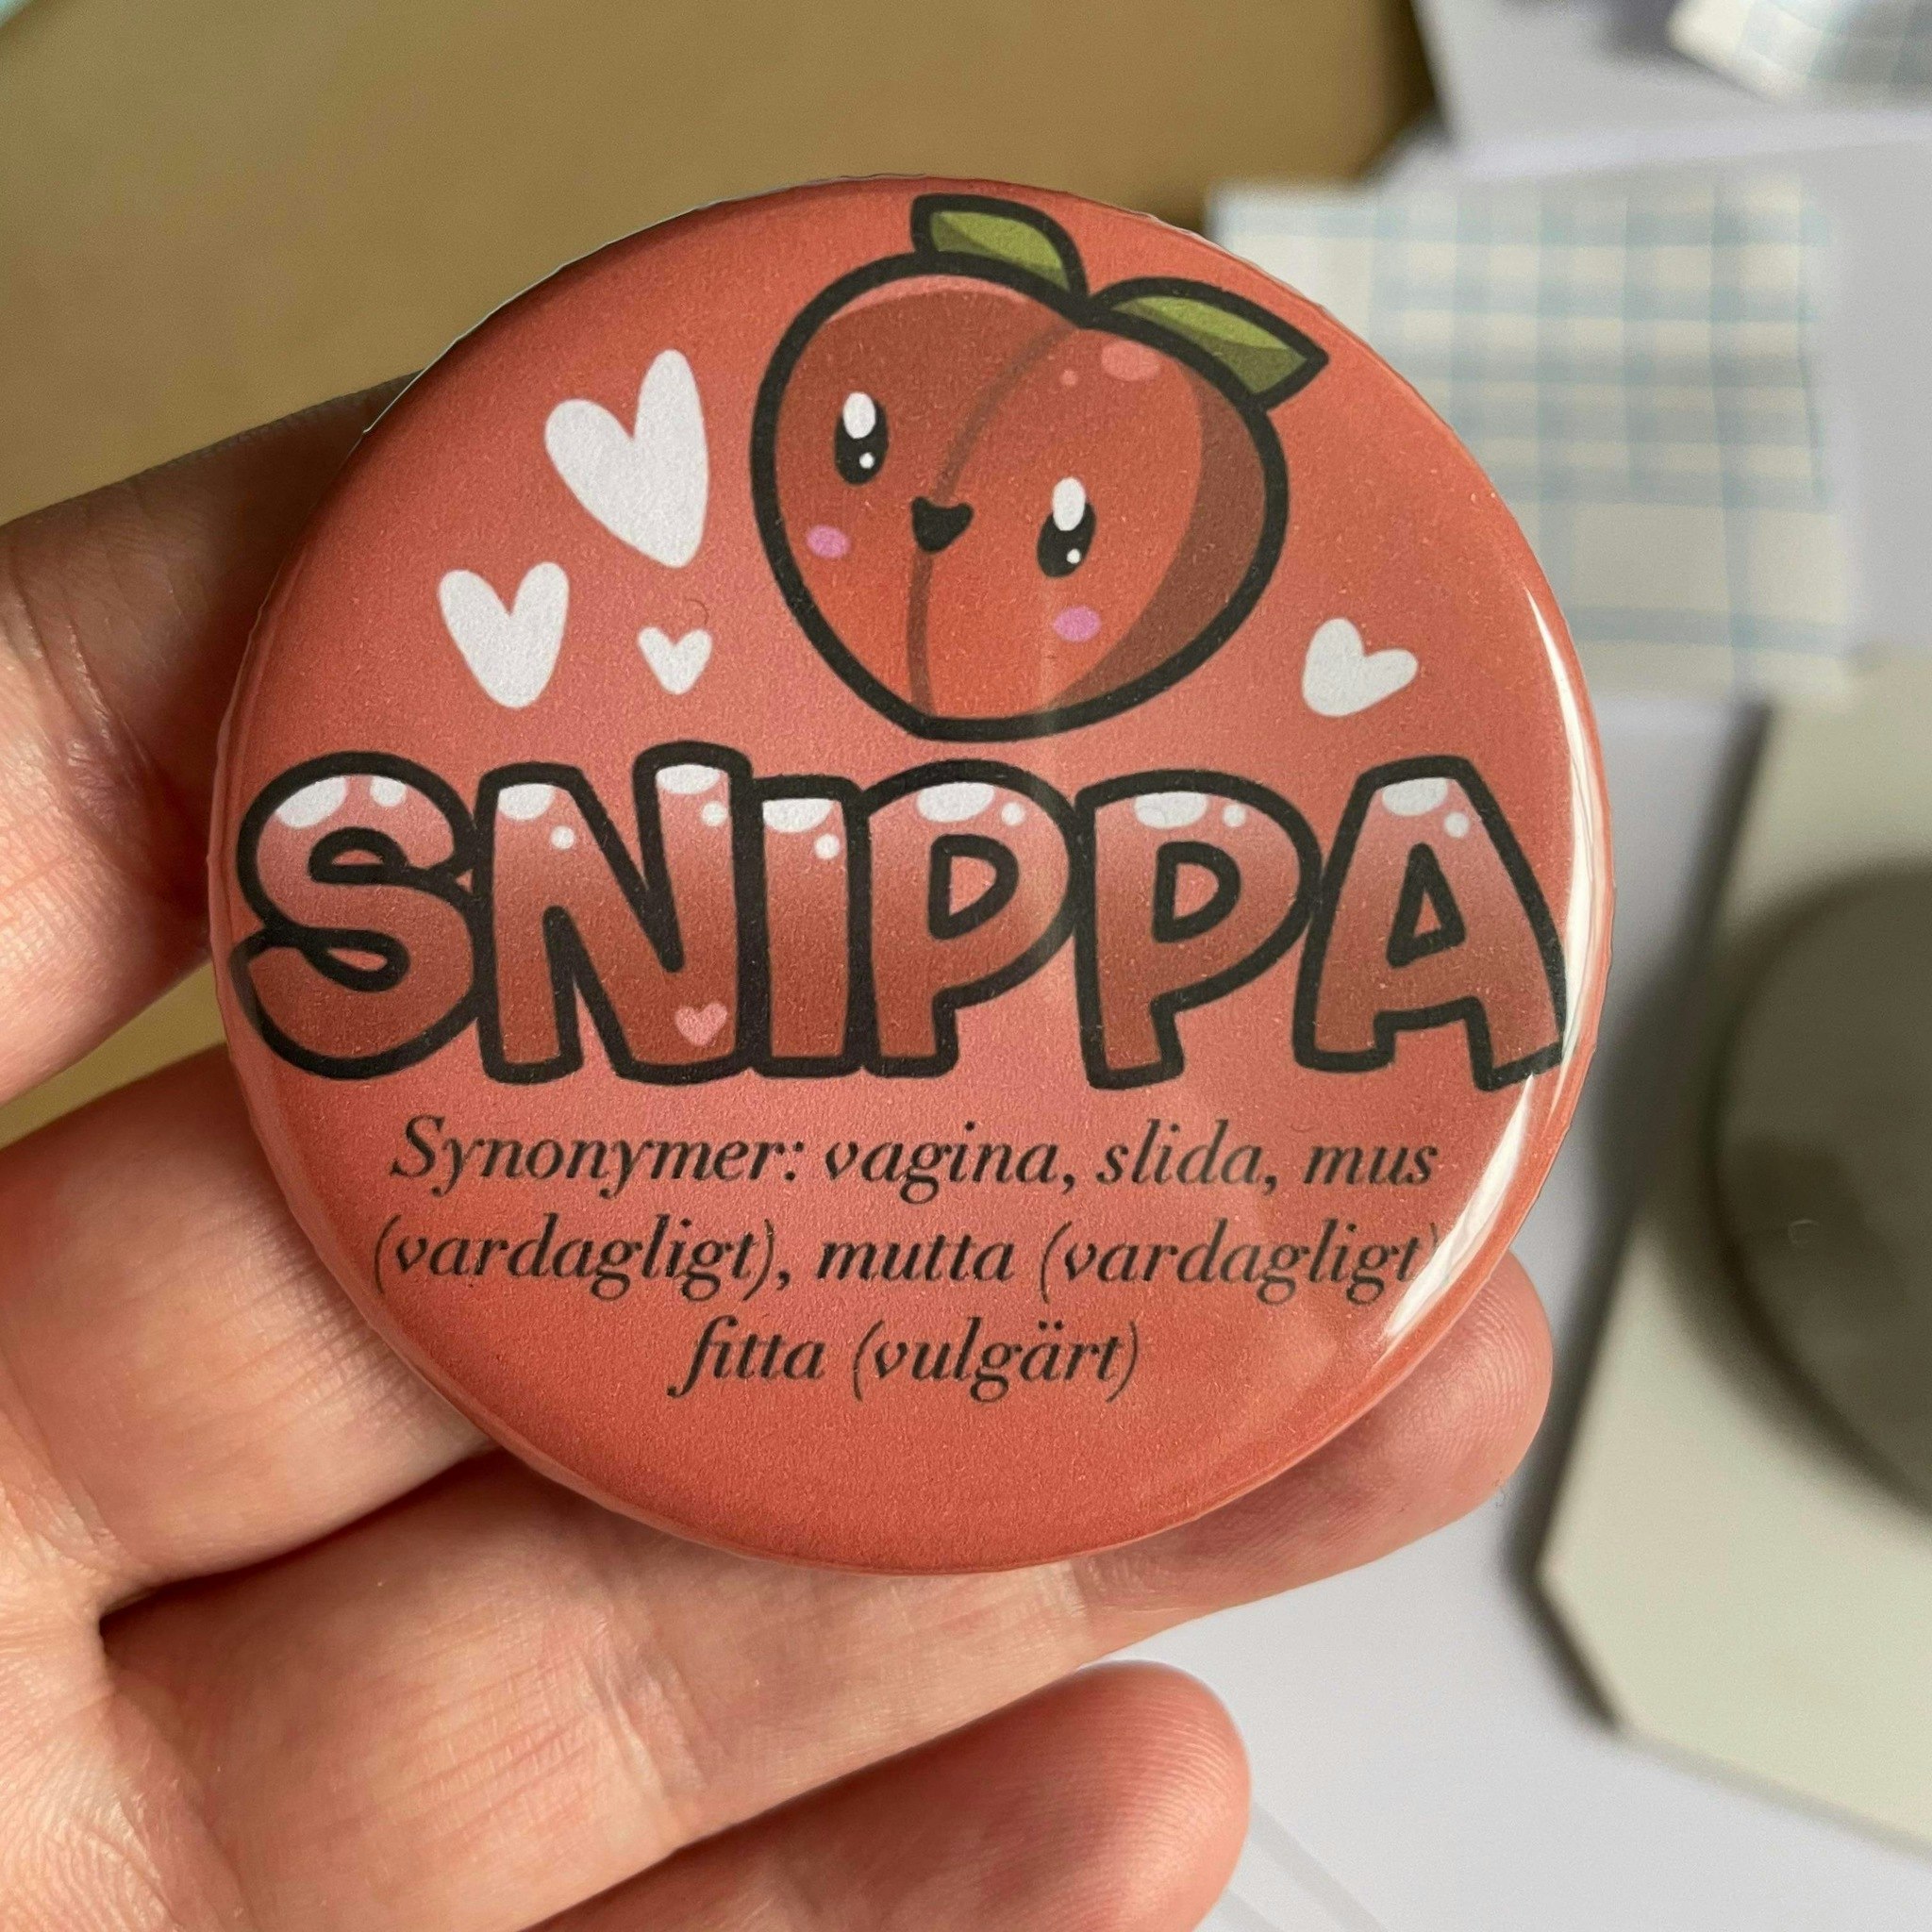 SNIPPA
Synonymer: vagina, slida, mus
(vardagligt), mutta (vardagligt)
fitta (vulgärt)